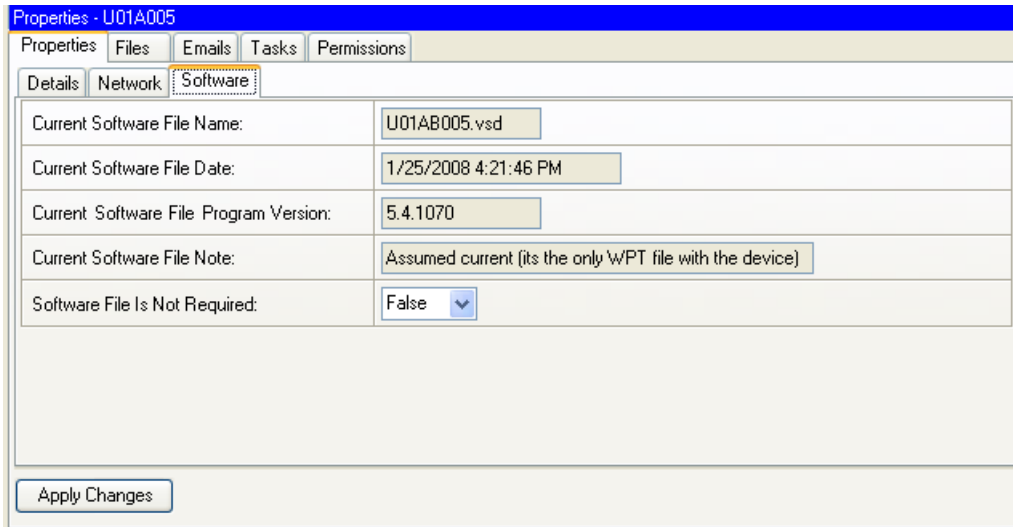 Properties - U01A005
Properties Files Emails Tasks Permissions
Details Network Software
Current Software File Name: U01AB005.vsd
Current Software File Date: 1/25/2008 4:21:46 PM
Current Software File Program Version: 5.4.1070
Current Software File Note: Assumed current (its the only WPT file with the device)
Software File Is Not Required: False
Apply Changes